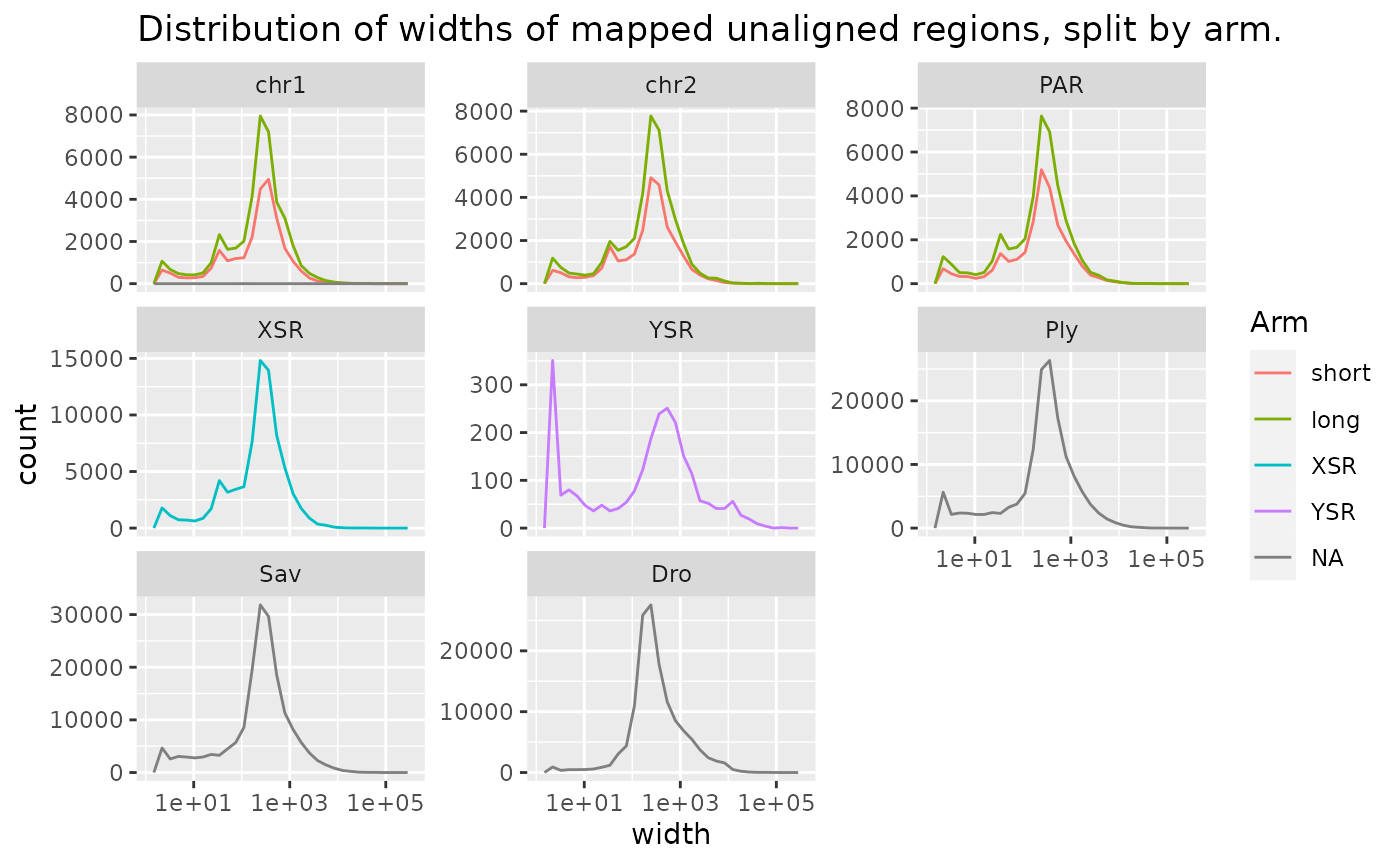 Distribution of widths of mapped unaligned regions, split by arm.
chr1
chr2
PAR
8000
6000
4000
2000
0
8000
6000
4000
2000
0
8000
6000
4000
2000
0
XSR
YSR
Ply
15000
10000
5000
0
300
200
100
0
20000
10000
0
1e+01 1e+03 1e+05
Sav
Dro
30000
20000
10000
0
20000
10000
0
1e+01 1e+03 1e+05
1e+01 1e+03 1e+05
width
count
Arm
short
long
XSR
YSR
NA